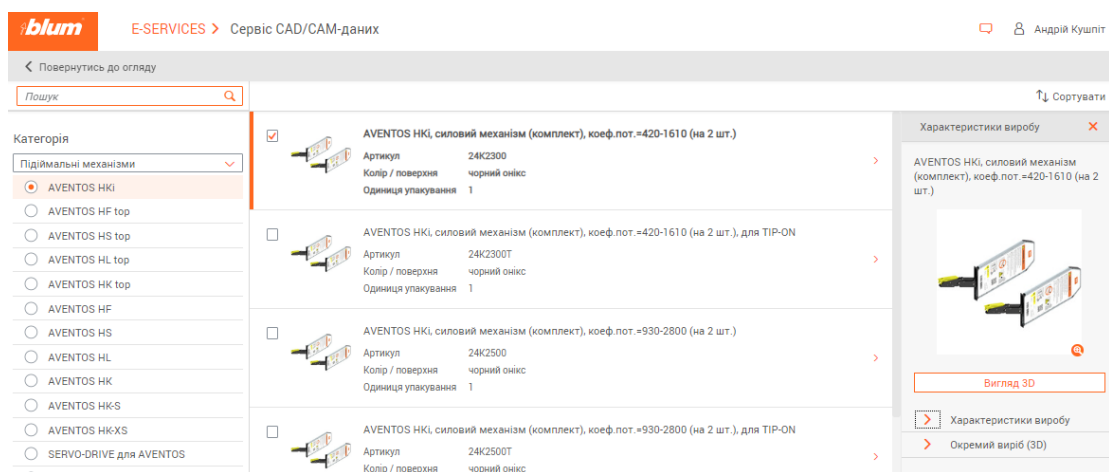 blum
E-SERVICES
Сервіс CAD/CAM-даних
Андрій Кушпіт
Повернутись до огляду
Пошук
Сортувати
Категорія
Підіймальні механізми
AVENTOS HKi
AVENTOS HF top
AVENTOS HS top
AVENTOS HL top
AVENTOS HK top
AVENTOS HF
AVENTOS HS
AVENTOS HL
AVENTOS HK
AVENTOS HK-S
AVENTOS HK-XS
SERVO-DRIVE для AVENTOS
AVENTOS HKi, силовий механізм (комплект), коеф.пот.=420-1610 (на 2 шт.)
Артикул 24K2300
Колір / поверхня чорний онікс
Одиниця упакування 1
AVENTOS HKi, силовий механізм (комплект), коеф.пот.=420-1610 (на 2 шт.), для TIP-ON
Артикул 24K2300T
Колір / поверхня чорний онікс
Одиниця упакування 1
AVENTOS HKi, силовий механізм (комплект), коеф.пот.=930-2800 (на 2 шт.)
Артикул 24K2500
Колір / поверхня чорний онікс
Одиниця упакування 1
AVENTOS HKi, силовий механізм (комплект), коеф.пот.=930-2800 (на 2 шт.), для TIP-ON
Артикул 24K2500T
Колір / поверхня чорний онікс
Характеристики виробу
AVENTOS HKi, силовий механізм
(комплект), коеф.пот.=420-1610 (на 2
шт.)
Вигляд 3D
Характеристики виробу
Окремий виріб (3D)